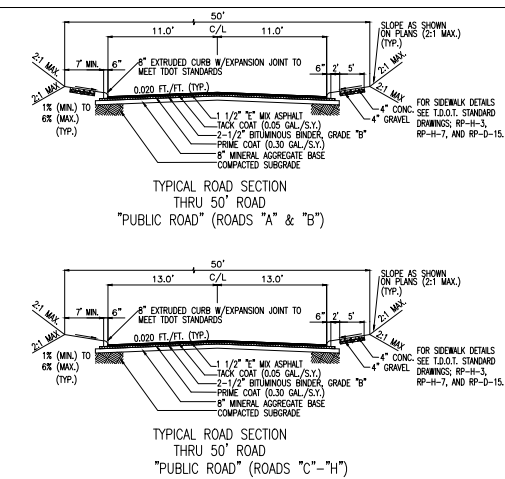 50'
11.0' C/L 11.0'
SLOPE AS SHOWN
ON PLANS (2:1 MAX.)
(TYP.)
2:1 MAX.
2:1 MAX.
7' MIN. 6"
8" EXTRUDED CURB W/EXPANSION JOINT TO
MEET TDOT STANDARDS
6" 2' 5'
2:1 MAX.
0.020 FT./FT. (TYP.)
1% (MIN.) TO
6% (MAX.)
(TYP.)
1 1/2" "E" MIX ASPHALT
TACK COAT (0.05 GAL./S.Y.)
2-1/2" BITUMINOUS BINDER, GRADE "B"
PRIME COAT (0.30 GAL./S.Y.)
8" MINERAL AGGREGATE BASE
COMPACTED SUBGRADE
4" CONC.
4" GRAVEL
FOR SIDEWALK DETAILS
SEE T.D.O.T. STANDARD
DRAWINGS; RP-H-3,
RP-H-7, AND RP-D-15.
TYPICAL ROAD SECTION
THRU 50' ROAD
"PUBLIC ROAD" (ROADS "A" & "B")
50'
13.0' C/L 13.0'
SLOPE AS SHOWN
ON PLANS (2:1 MAX.)
(TYP.)
2:1 MAX.
2:1 MAX.
7' MIN. 6"
8" EXTRUDED CURB W/EXPANSION JOINT TO
MEET TDOT STANDARDS
6" 2' 5'
2:1 MAX.
0.020 FT./FT. (TYP.)
1% (MIN.) TO
6% (MAX.)
(TYP.)
1 1/2" "E" MIX ASPHALT
TACK COAT (0.05 GAL./S.Y.)
2-1/2" BITUMINOUS BINDER, GRADE "B"
PRIME COAT (0.30 GAL./S.Y.)
8" MINERAL AGGREGATE BASE
COMPACTED SUBGRADE
4" CONC.
4" GRAVEL
FOR SIDEWALK DETAILS
SEE T.D.O.T. STANDARD
DRAWINGS; RP-H-3,
RP-H-7, AND RP-D-15.
TYPICAL ROAD SECTION
THRU 50' ROAD
"PUBLIC ROAD" (ROADS "C"-"H")